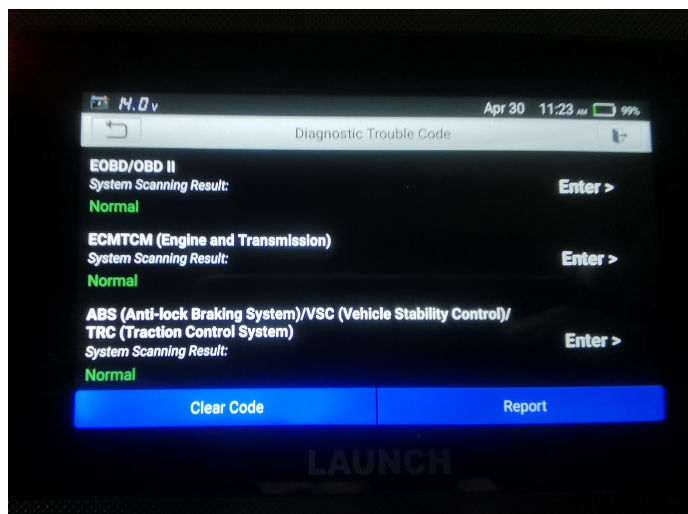 14.0 v
Apr 30 11:23 AM 99%
Diagnostic Trouble Code
EOBD/OBD II
System Scanning Result:
Enter >
Normal
ECMTCM (Engine and Transmission)
System Scanning Result:
Enter >
Normal
ABS (Anti-lock Braking System)/VSC (Vehicle Stability Control)/
TRC (Traction Control System)
System Scanning Result:
Enter >
Normal
Clear Code
Report
LAUNCH